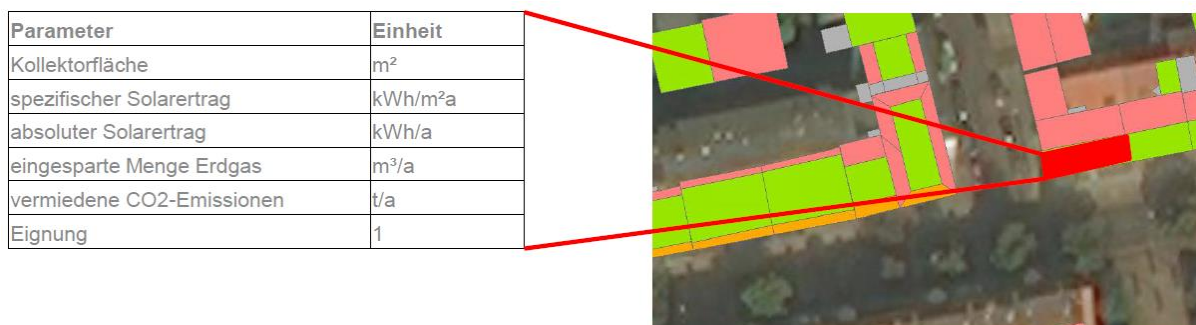 Parameter Einheit
Kollektorfläche m²
spezifischer Solarertrag kWh/m²a
absoluter Solarertrag kWh/a
eingesparte Menge Erdgas m³/a
vermiedene CO2-Emissionen t/a
Eignung 1